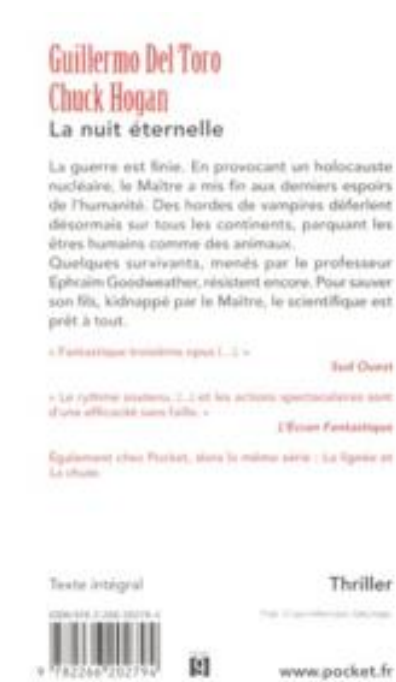 Guillermo Del Toro
Chuck Hogan
La nuit éternelle
La guerre est finie. En provocant un holocauste
nucléaire, le Maître a mis fin aux derniers espoirs
de l'humanité. Des hordes de vampires déferlent
désormais sur tous les continents, parquant les
êtres humains comme des animaux.
Quelques survivants, menés par le professeur
Ephraim Goodweather, résistent encore. Pour sauver
son fils, kidnappé par le Maître, le scientifique est
prêt à tout.
« Fantastique troisième opus (...). »
Sud Ouest
« Le rythme soutenu, (...) et les actions spectaculaires sont
d'une efficacité sans faille. »
L'Écran Fantastique
Également chez Pocket, dans la même série : La lignée et
La chute
Texte intégral
Thriller
9 782266 202794
www.pocket.fr